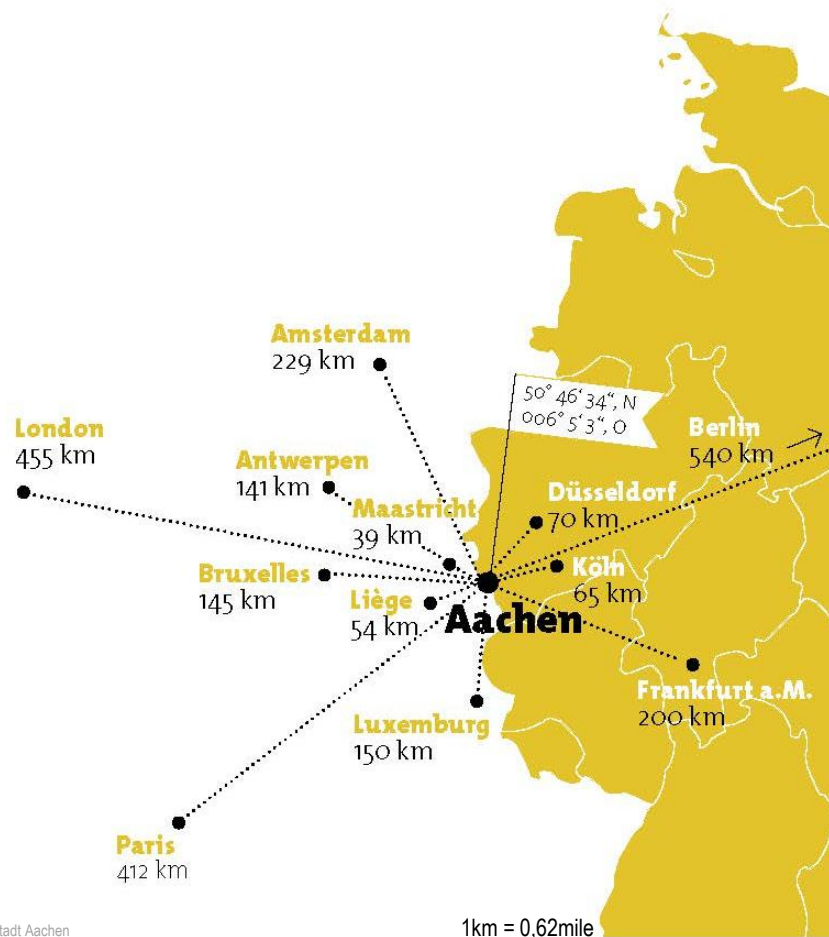 Amsterdam
229 km
50° 46‘ 34“, N
006° 5‘ 3“, O
London
455 km
Berlin
540 km
Antwerpen
141 km
Maastricht
39 km
Düsseldorf
70 km
Bruxelles
145 km
Liège
54 km
Köln
65 km
Aachen
Frankfurt a.M.
200 km
Luxemburg
150 km
Paris
412 km
tadt Aachen
1km = 0,62mile